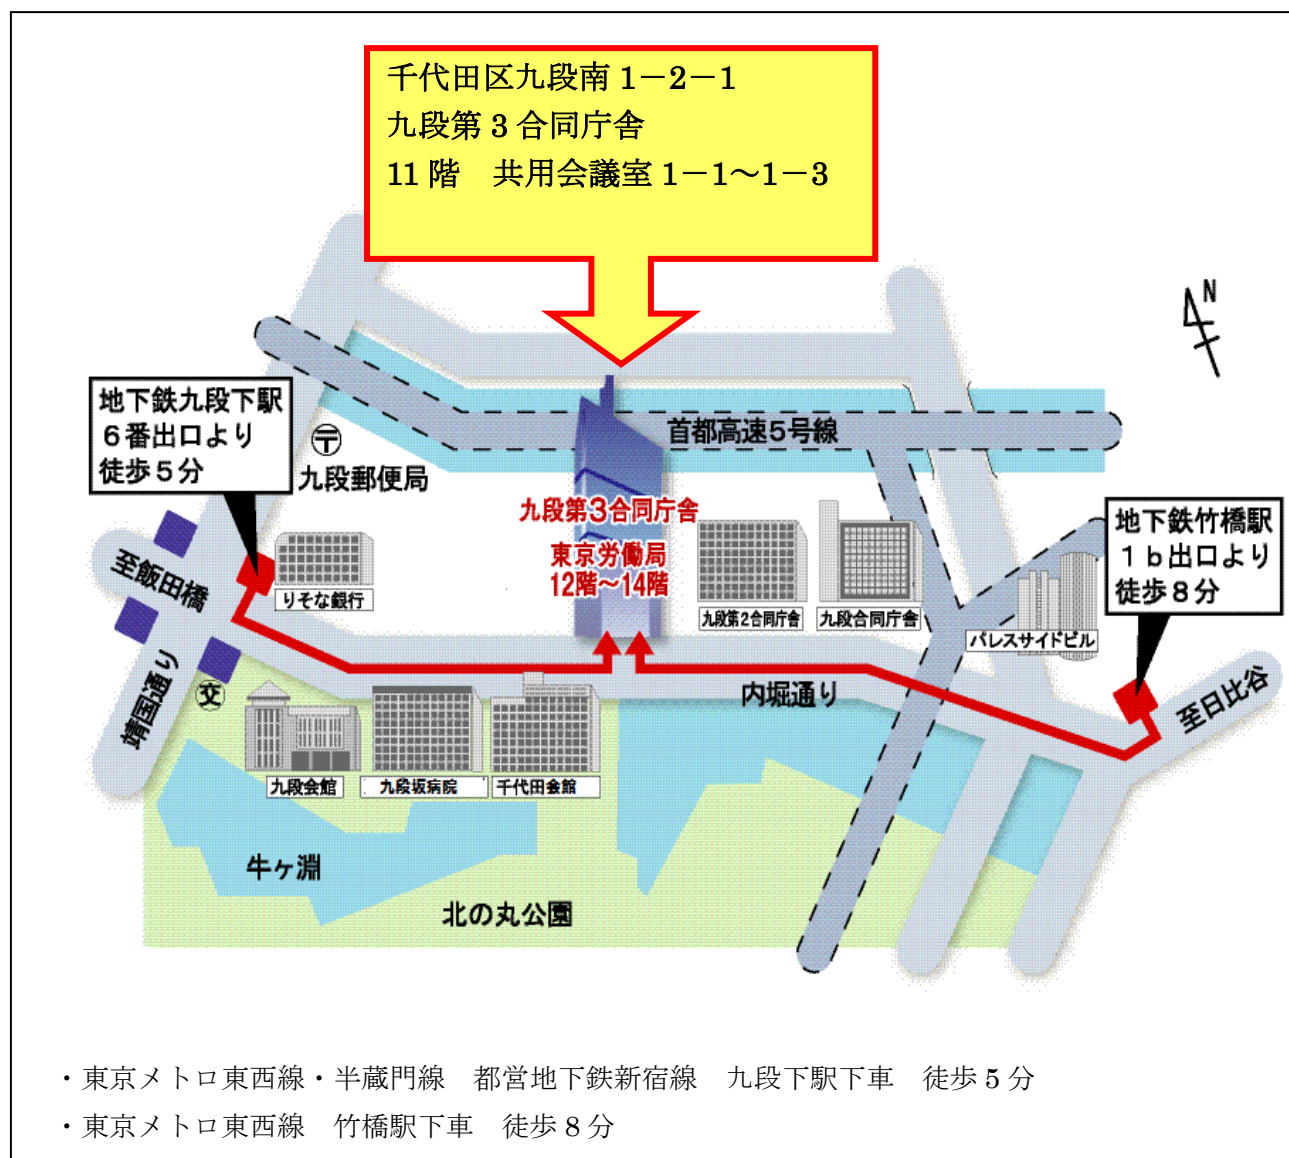 千代田区九段南 1－2－1
九段第 3 合同庁舎
11 階　共用会議室 1－1～1－3
N
地下鉄九段下駅
６番出口より
徒歩５分
首都高速５号線
〒
九段郵便局
九段第３合同庁舎
東京労働局
12階～14階
地下鉄竹橋駅
１ｂ出口より
徒歩８分
至飯田橋
りそな銀行
九段第２合同庁舎
九段合同庁舎
パレスサイドビル
靖国通り
交
内堀通り
至日比谷
九段会館
九段坂病院
千代田会館
牛ヶ淵
北の丸公園
・東京メトロ東西線・半蔵門線　都営地下鉄新宿線　九段下駅下車　徒歩 5 分
・東京メトロ東西線　竹橋駅下車　徒歩 8 分